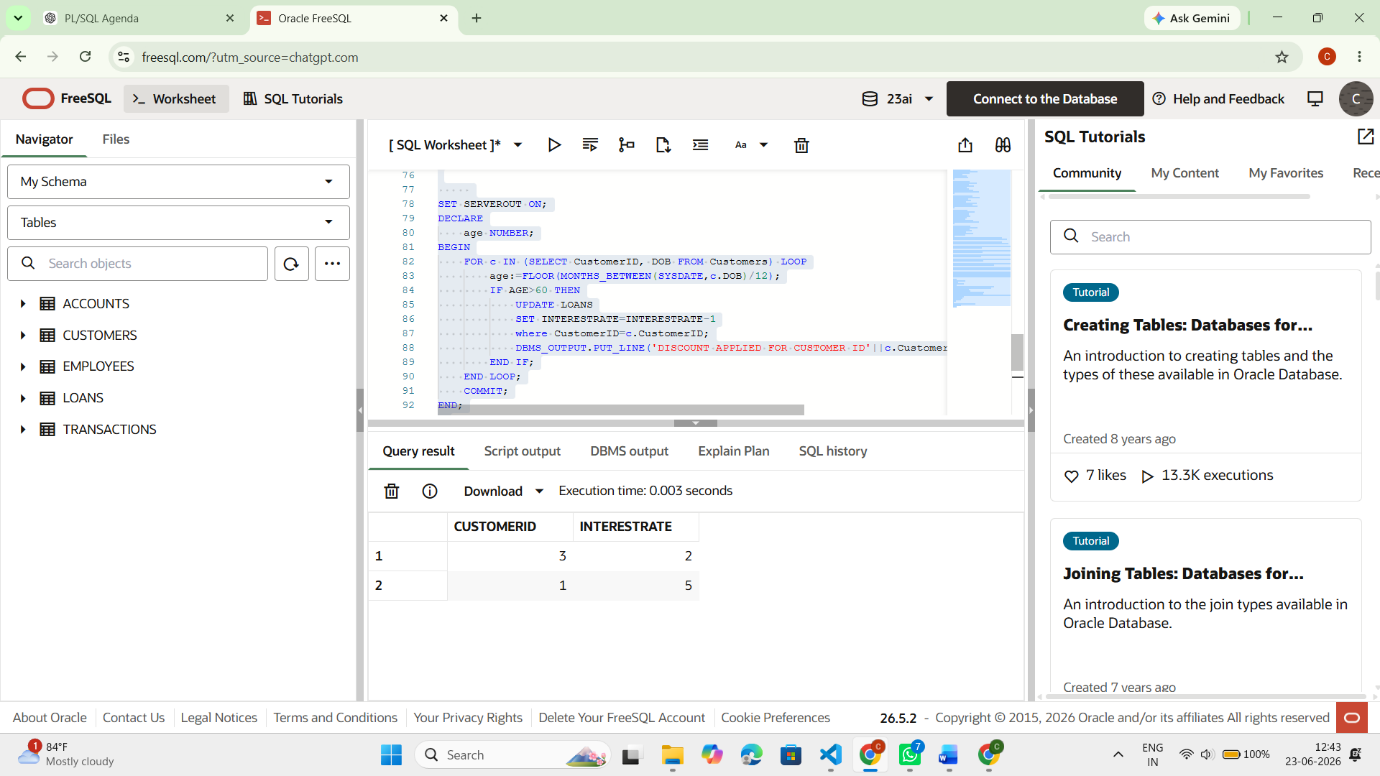 PL/SQL Agenda
Oracle FreeSQL
Ask Gemini
freesql.com/?utm_source=chatgpt.com
C
FreeSQL
>_ Worksheet
SQL Tutorials
23ai
Connect to the Database
Help and Feedback
C
Navigator
Files
My Schema
Tables
Search objects
ACCOUNTS
CUSTOMERS
EMPLOYEES
LOANS
TRANSACTIONS
[ SQL Worksheet ]*
Aa
76
77
78 SET SERVEROUT ON;
79 DECLARE
80 age NUMBER;
81 BEGIN
82 FOR c IN (SELECT CustomerID, DOB FROM Customers) LOOP
83 age:=FLOOR(MONTHS_BETWEEN(SYSDATE,c.DOB)/12);
84 IF AGE>60 THEN
85 UPDATE LOANS
86 SET INTERESTRATE=INTERESTRATE-1
87 where CustomerID=c.CustomerID;
88 DBMS_OUTPUT.PUT_LINE('DISCOUNT APPLIED FOR CUSTOMER ID'||c.Customer
89 END IF;
90 END LOOP;
91 COMMIT;
92 END;
Query result
Script output
DBMS output
Explain Plan
SQL history
Download
Execution time: 0.003 seconds
CUSTOMERID INTERESTRATE
1 3 2
2 1 5
SQL Tutorials
Community
My Content
My Favorites
Rece
Search
Tutorial
Creating Tables: Databases for...
An introduction to creating tables and the
types of these available in Oracle Database.
Created 8 years ago
7 likes
13.3K executions
Tutorial
Joining Tables: Databases for...
An introduction to the join types available in
Oracle Database.
Created 7 years ago
About Oracle
Contact Us
Legal Notices
Terms and Conditions
Your Privacy Rights
Delete Your FreeSQL Account
Cookie Preferences
26.5.2 - Copyright © 2015, 2026 Oracle and/or its affiliates All rights reserved
1
84°F
Mostly cloudy
Search
C
7
C
ENG
IN
100%
12:43
23-06-2026